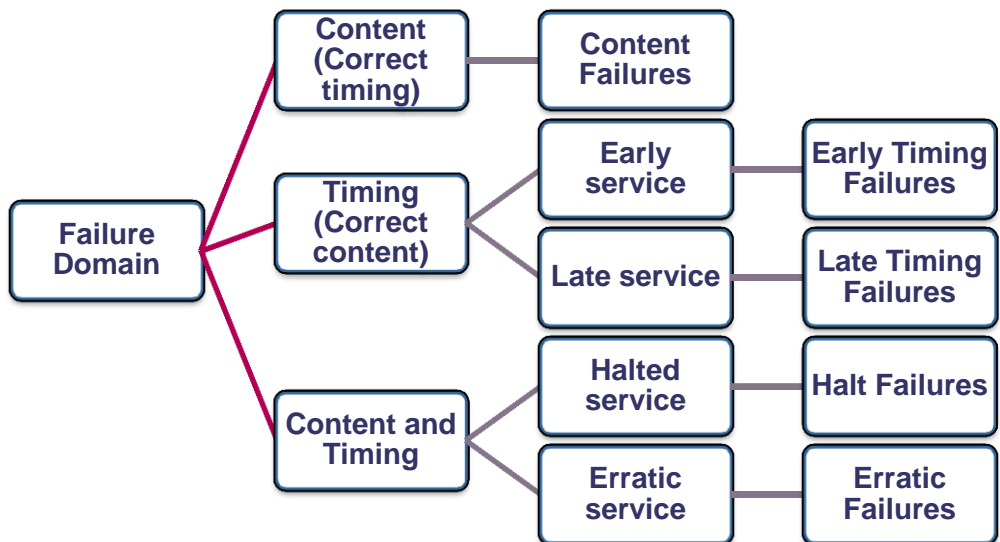 Failure
Domain
Content
(Correct
timing)
Content
Failures
Timing
(Correct
content)
Early
service
Early Timing
Failures
Late service
Late Timing
Failures
Content and
Timing
Halted
service
Halt Failures
Erratic
service
Erratic
Failures